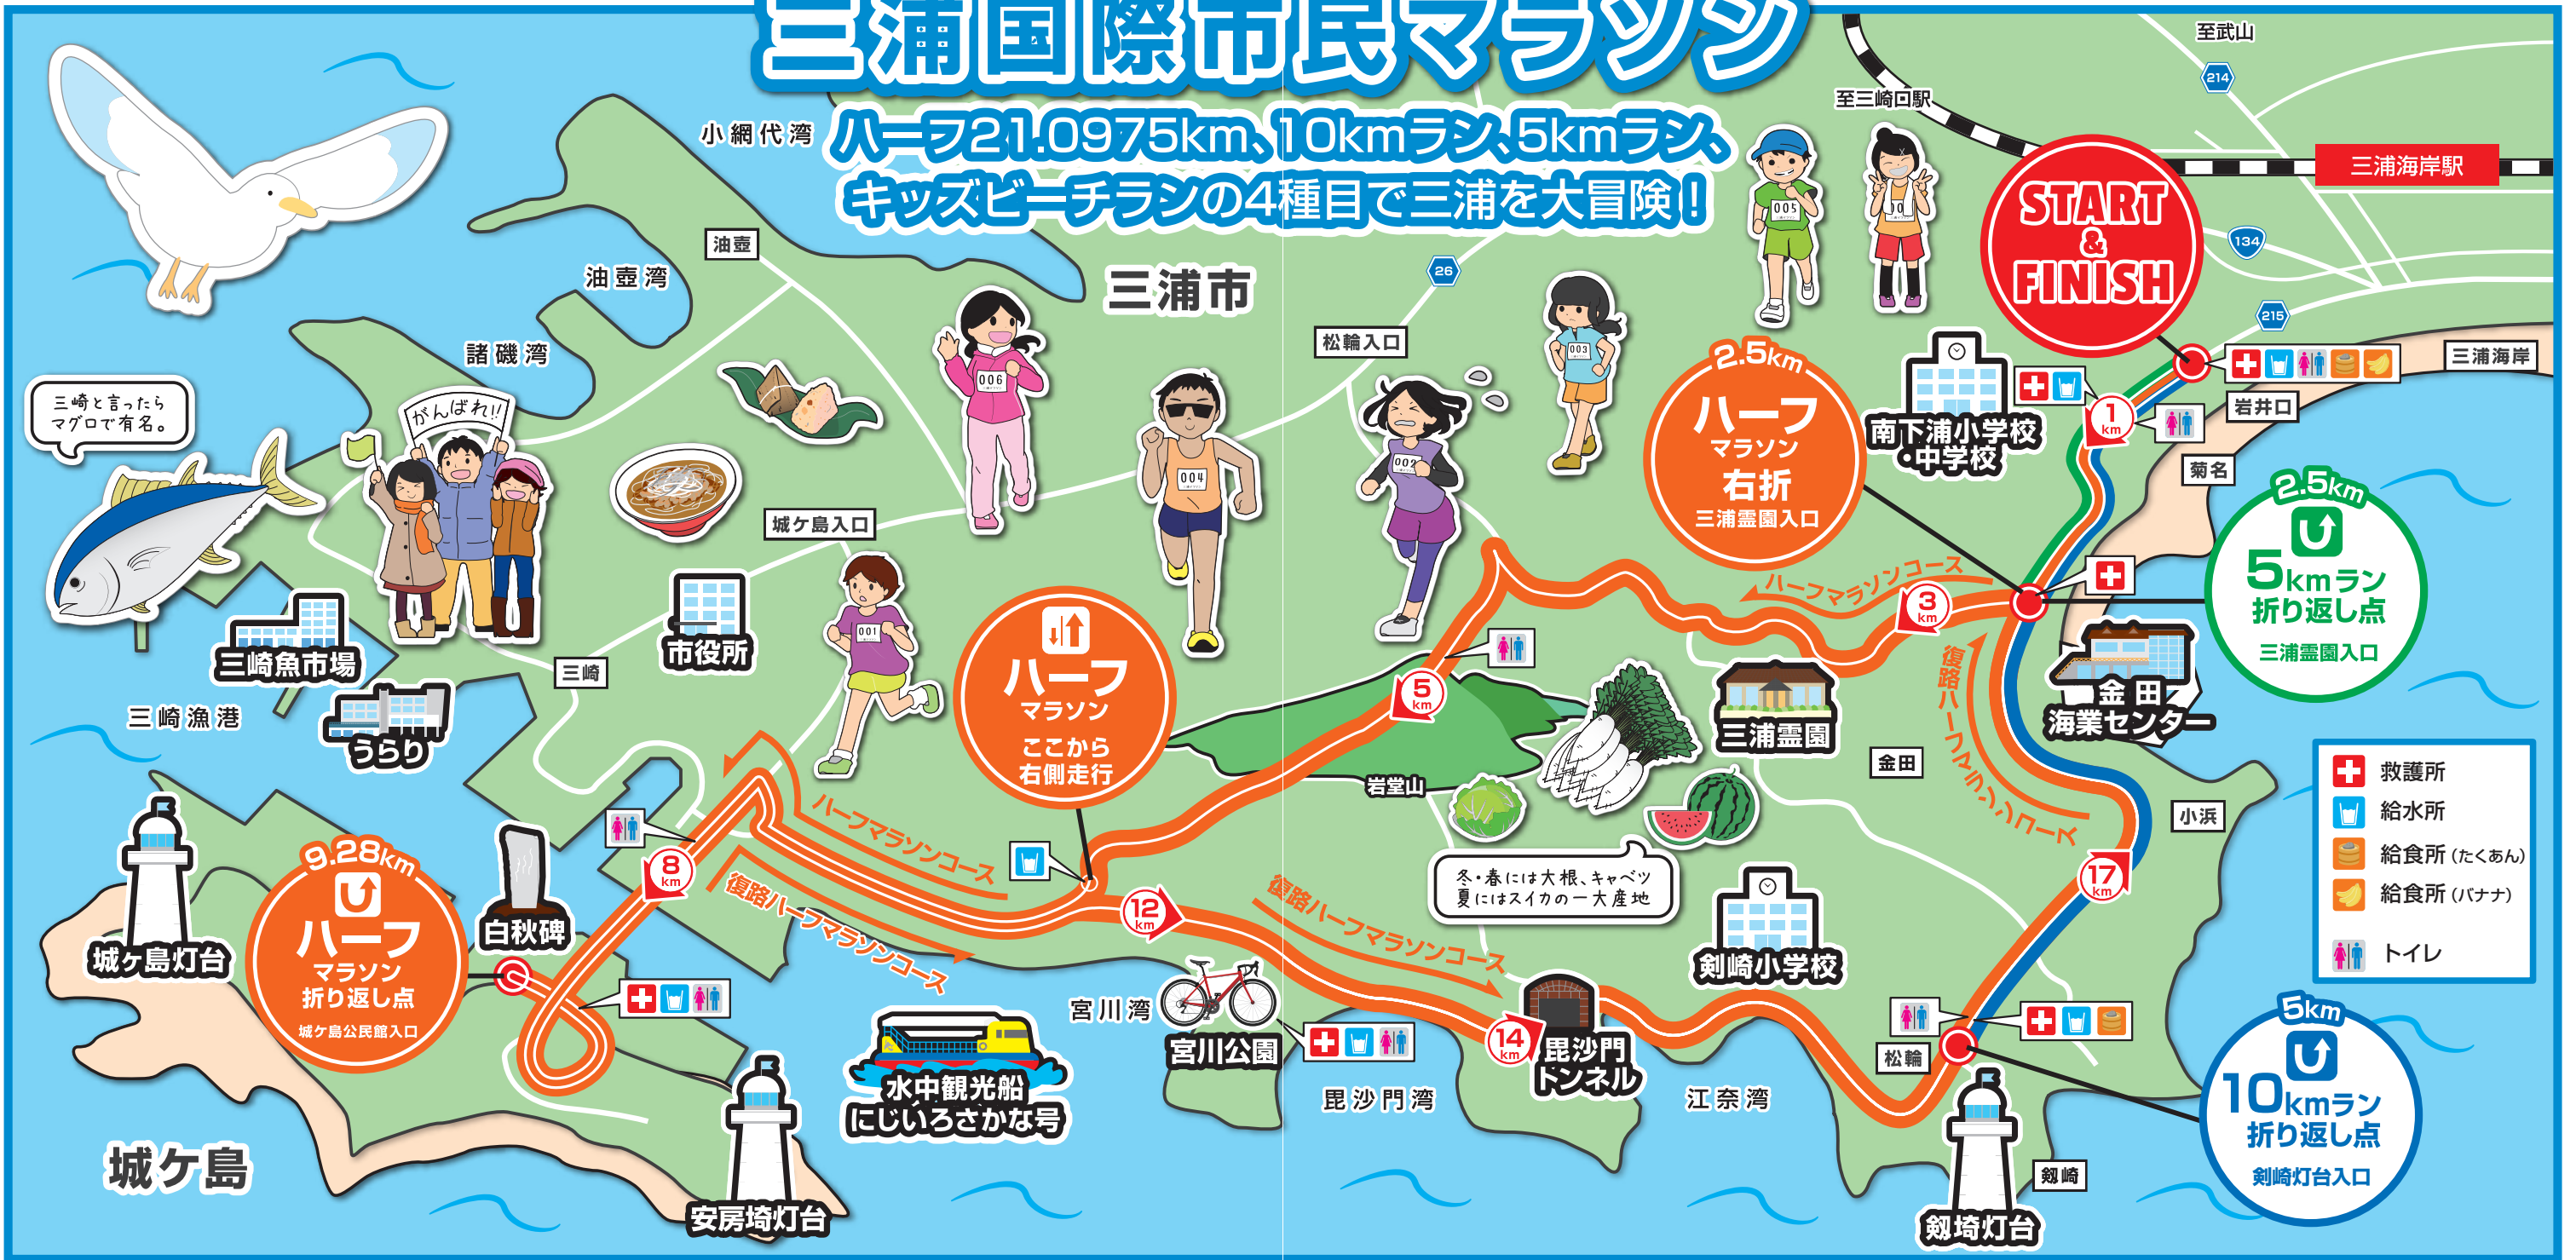 三浦国際市民マラソン
ハーフ21.0975km、10kmラン、5kmラン、
キッズビーチランの4種目で三浦を大冒険！
至武山
214
至三崎口駅
三浦海岸駅
START
&
FINISH
134
215
三浦海岸
岩井口
菊名
小網代湾
油壺
油壺湾
諸磯湾
三浦市
26
松輪入口
005
003
006
004
002
001
2.5km
ハーフ
マラソン
右折
三浦霊園入口
南下浦小学校
・中学校
1
km
2.5km
5kmラン
折り返し点
三浦霊園入口
三崎と言ったら
マグロで有名。
がんばれ!!
城ケ島入口
三崎魚市場
三崎漁港
うらり
三崎
市役所
ハーフ
マラソン
ここから
右側走行
ハーフマラソンコース
3
km
5
km
岩堂山
三浦霊園
金田
復路ハーフマラソンコース
金田
海業センター
小浜
救護所
給水所
給食所（たくあん）
給食所（バナナ）
トイレ
城ヶ島灯台
9.28km
ハーフ
マラソン
折り返し点
城ケ島公民館入口
白秋碑
8
km
ハーフマラソンコース
復路ハーフマラソンコース
12
km
復路ハーフマラソンコース
冬・春には大根、キャベツ
夏にはスイカの一大産地
剣崎小学校
17
km
城ケ島
安房埼灯台
水中観光船
にじいろさかな号
宮川湾
宮川公園
毘沙門湾
14
km
毘沙門
トンネル
江奈湾
松輪
剱崎
剱埼灯台
5km
10kmラン
折り返し点
剣崎灯台入口